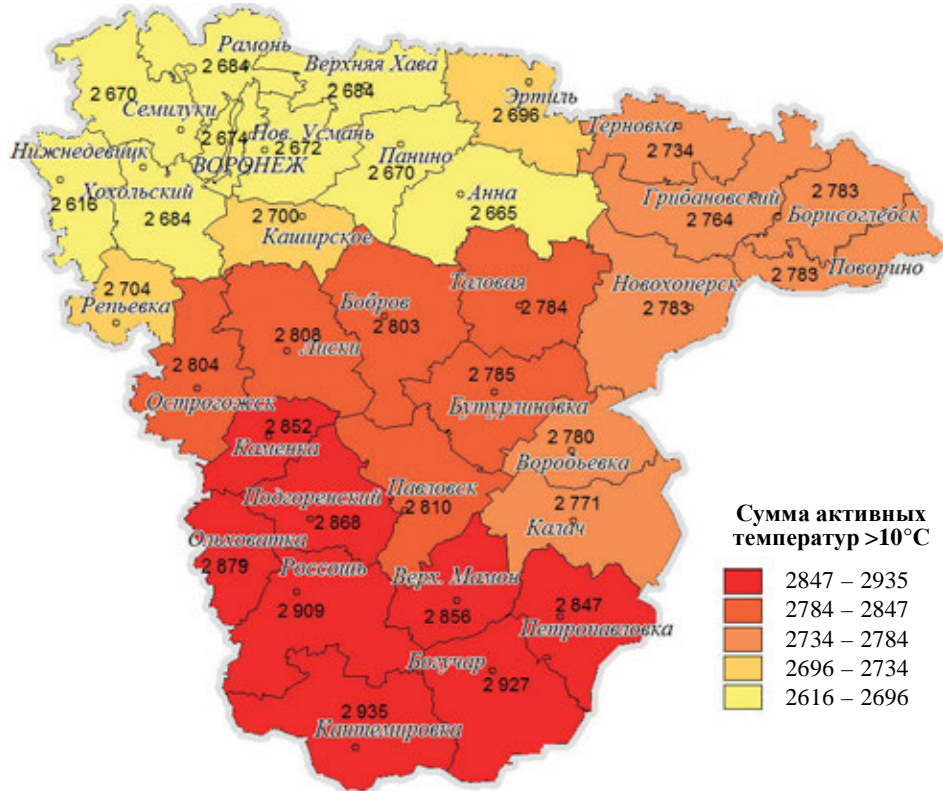 Рамонь
2 684
Верхняя Хава
2 684
2 670
Семилуки
2 674
Нов. Усмань
2 672
ВОРОНЕЖ
Эртиль
2 696
Терновка
2 734
Нижнедевицк
2 616
Хохольский
2 684
Панино
2 670
Анна
2 665
Грибановский
2 764
2 783
Борисоглебск
2 700
Каширское
2 783
Поворино
2 704
Репьевка
Новохоперск
2 783
Таловая
2 784
Бобров
2 803
2 808
Лиски
2 804
Острогожск
2 785
Бутурлиновка
2 852
Каменка
2 780
Воробьевка
Павловск
2 810
Подгоренский
2 868
2 771
Калач
Ольховатка
2 879
Россошь
2 909
Верх. Мамон
2 856
2 847
Петропавловка
Богучар
2 927
2 935
Кантемировка
Сумма активных
температур >10°C
2847 – 2935
2784 – 2847
2734 – 2784
2696 – 2734
2616 – 2696